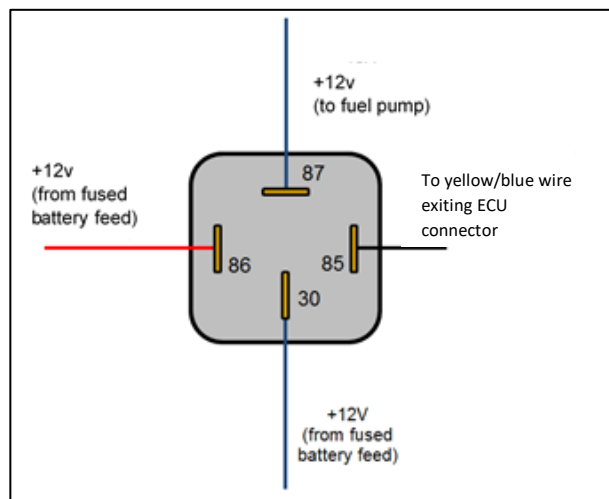 +12v
(to fuel pump)
87
+12v
(from fused
battery feed)
To yellow/blue wire
exiting ECU
connector
86
85
30
+12V
(from fused
battery feed)